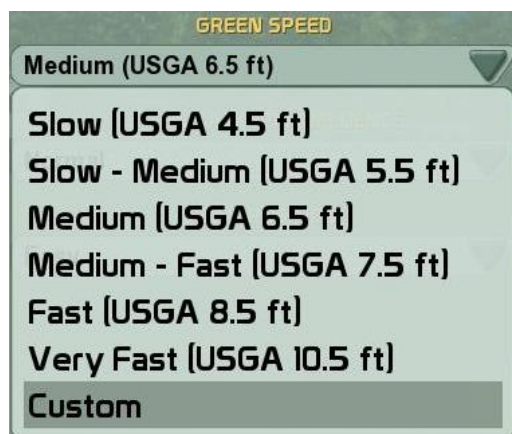 GREEN SPEED
Medium (USGA 6.5 ft)
Slow (USGA 4.5 ft)
Slow - Medium (USGA 5.5 ft)
Medium (USGA 6.5 ft)
Medium - Fast (USGA 7.5 ft)
Fast (USGA 8.5 ft)
Very Fast (USGA 10.5 ft)
Custom